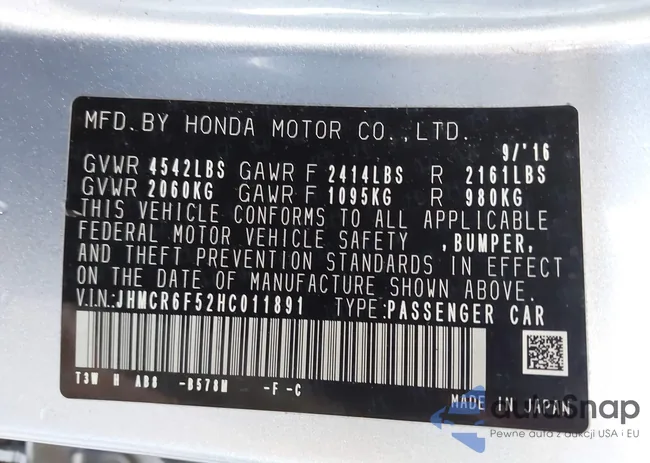 MFD. BY HONDA MOTOR CO., LTD.
9/'16
GVWR 4542LBS GAWR F 2414LBS R 2161LBS
GVWR 2060KG GAWR F 1095KG R 980KG
THIS VEHICLE CONFORMS TO ALL APPLICABLE
FEDERAL MOTOR VEHICLE SAFETY ,BUMPER,
AND THEFT PREVENTION STANDARDS IN EFFECT
ON THE DATE OF MANUFACTURE SHOWN ABOVE.
V.I.N.:JHMCR6F52HC011891 TYPE:PASSENGER CAR
T3W H AB8 -B578M -F-C
MADE IN JAPAN
autoSnap
Pewne auta z aukcji USA i EU